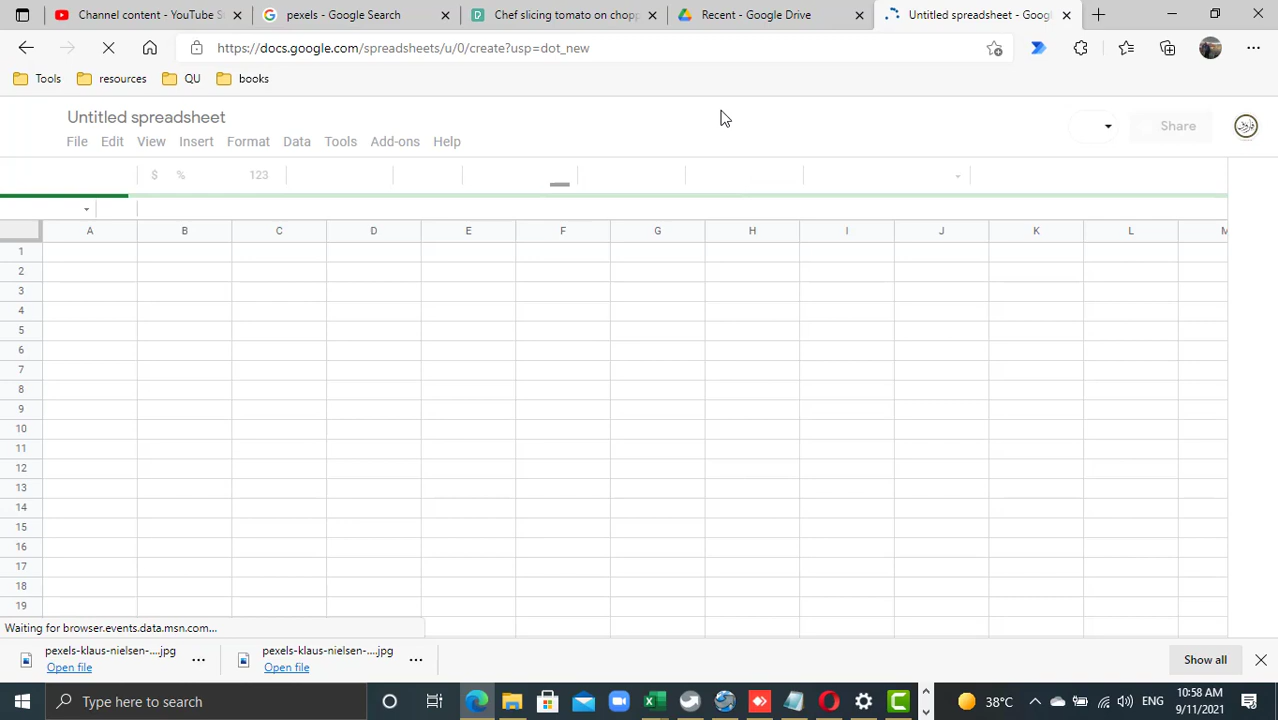 Channel content - YouTube S
pexels - Google Search
Chef slicing tomato on chopp
Recent - Google Drive
Untitled spreadsheet - Googl
https://docs.google.com/spreadsheets/u/0/create?usp=dot_new
Tools
resources
QU
books
Untitled spreadsheet
File Edit View Insert Format Data Tools Add-ons Help
Share
$ % 123
A B C D E F G H I J K L M
1
2
3
4
5
6
7
8
9
10
11
12
13
14
15
16
17
18
19
Waiting for browser.events.data.msn.com...
pexels-klaus-nielsen-....jpg
Open file
pexels-klaus-nielsen-....jpg
Open file
Show all
Type here to search
38°C
ENG
10:58 AM
9/11/2021